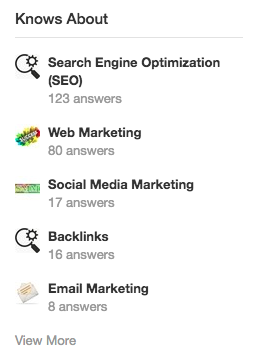 Knows About
Search Engine Optimization
(SEO)
123 answers
Web Marketing
80 answers
Social Media Marketing
17 answers
Backlinks
16 answers
Email Marketing
8 answers
View More